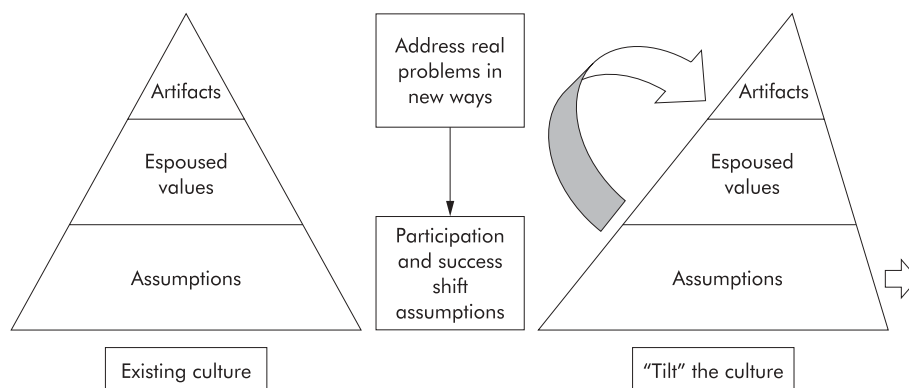 Artifacts
Espoused
values
Assumptions
Existing culture
Address real
problems in
new ways
Participation
and success
shift
assumptions
Artifacts
Espoused
values
Assumptions
“Tilt” the culture